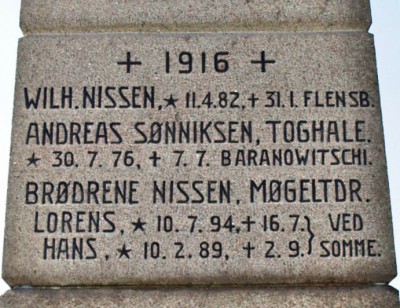 + 1916 +
WILH. NISSEN, ★ 11.4.82, + 31.1. FLENSB.
ANDREAS SØNNIKSEN, TOGHALE.
★ 30.7.76, + 7.7. BARANOWITSCHI.
BRØDRENE NISSEN, MØGELTDR.
LORENS, ★ 10.7.94, + 16.7. } VED
HANS, ★ 10.2.89, + 2.9. } SOMME.